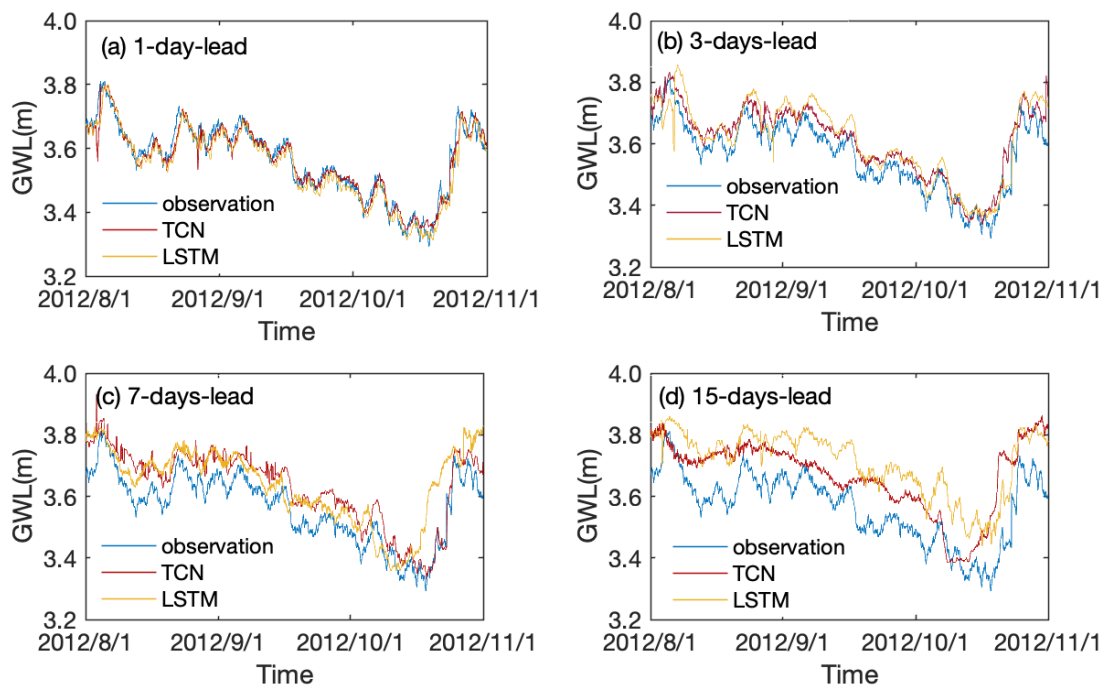 (a) 1-day-lead
4.0
3.8
3.6
3.4
3.2
GWL(m)
observation
TCN
LSTM
2012/8/1 2012/9/1 2012/10/1 2012/11/1
Time
(b) 3-days-lead
4.0
3.8
3.6
3.4
3.2
GWL(m)
observation
TCN
LSTM
2012/8/1 2012/9/1 2012/10/1 2012/11/1
Time
(c) 7-days-lead
4.0
3.8
3.6
3.4
3.2
GWL(m)
observation
TCN
LSTM
2012/8/1 2012/9/1 2012/10/1 2012/11/1
Time
(d) 15-days-lead
4.0
3.8
3.6
3.4
3.2
GWL(m)
observation
TCN
LSTM
2012/8/1 2012/9/1 2012/10/1 2012/11/1
Time